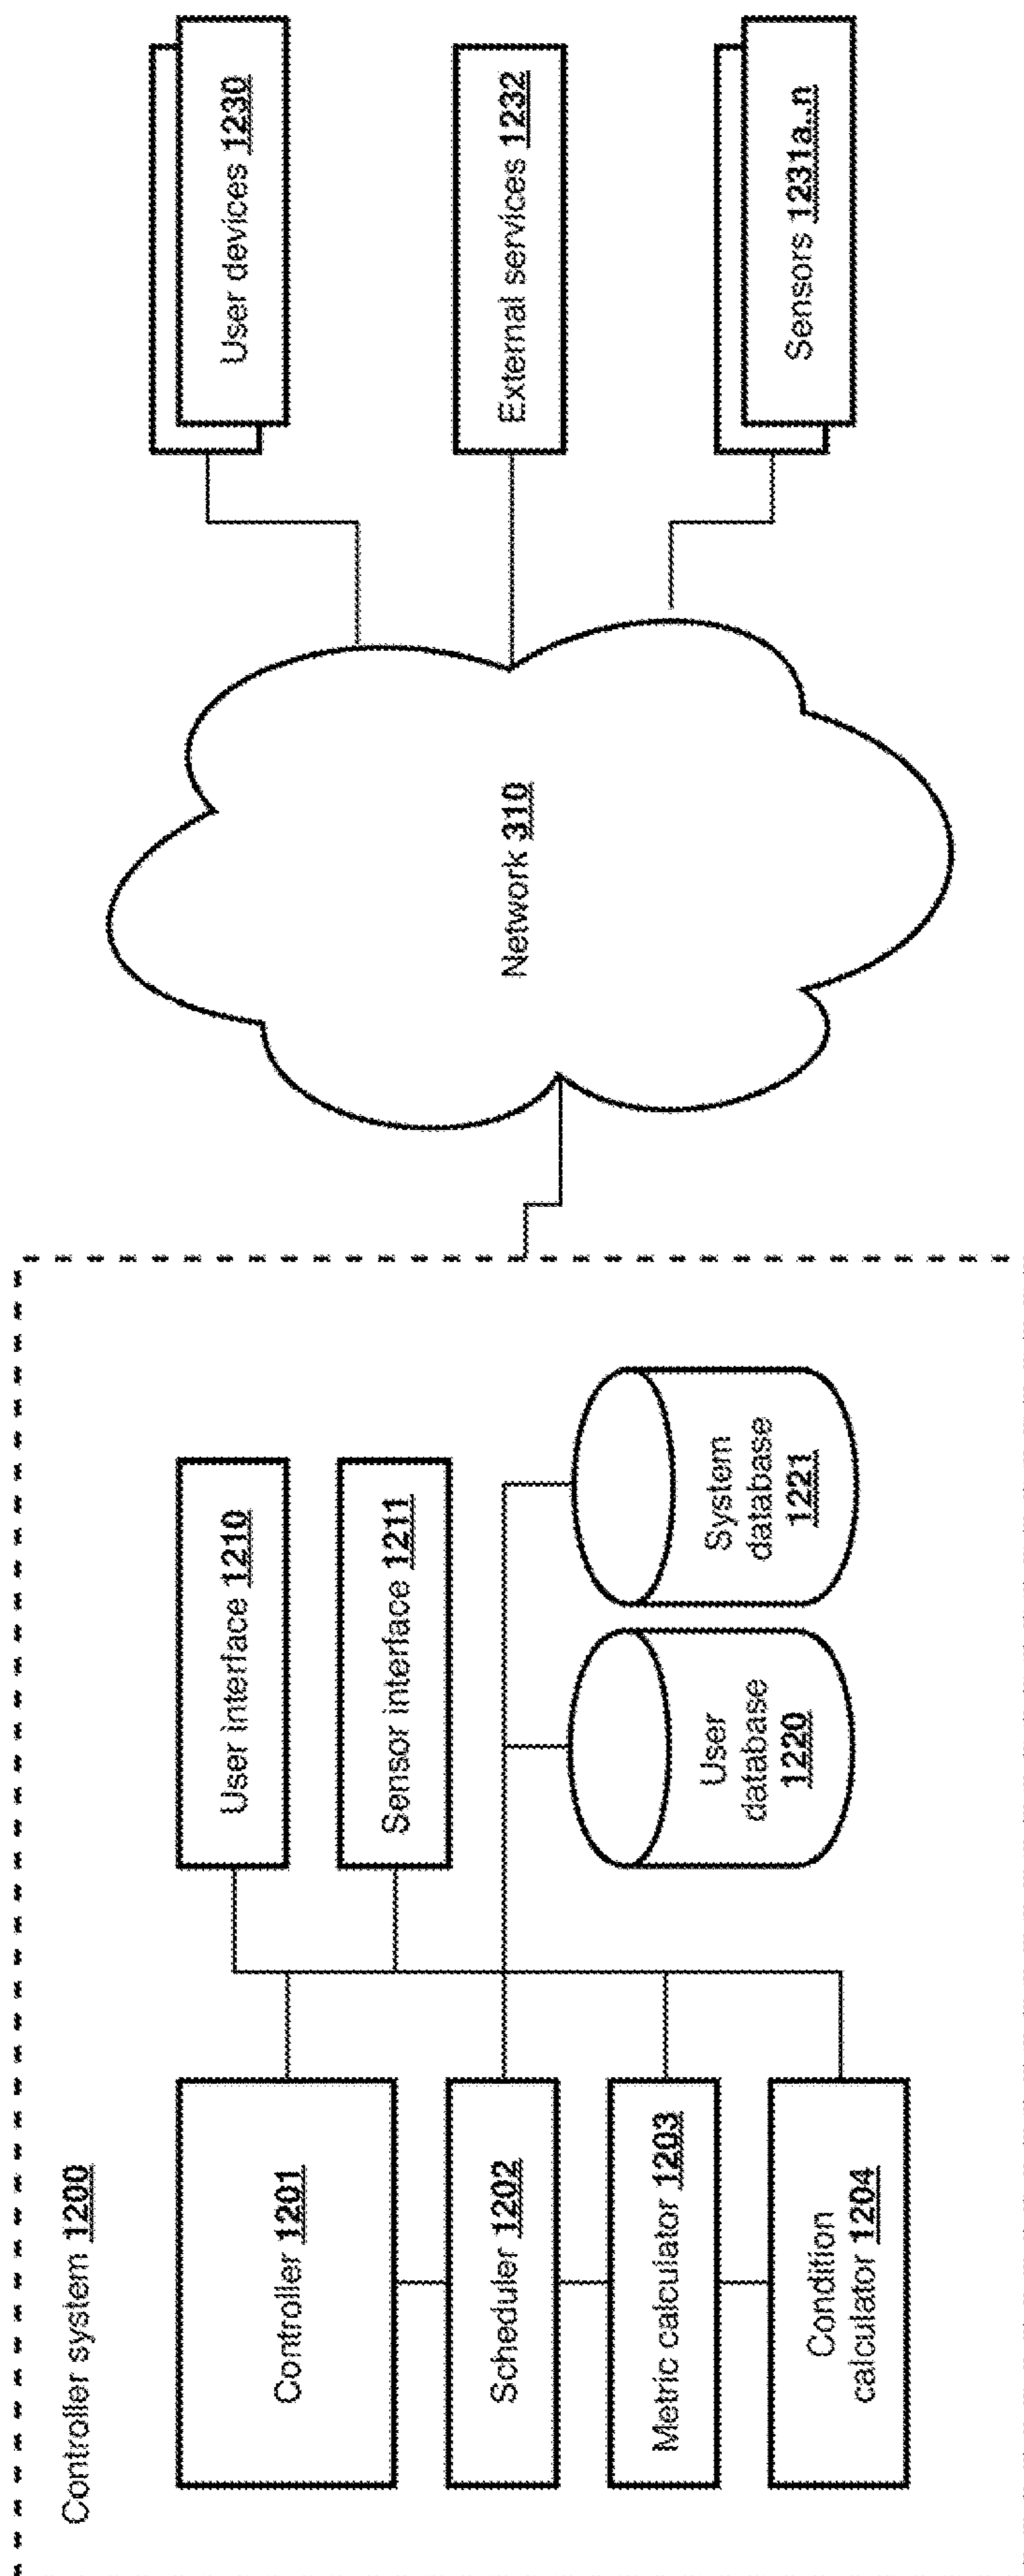 Controller system 1200
Controller 1201
Scheduler 1202
Metric calculator 1203
Condition
calculator 1204
User interface 1210
Sensor interface 1211
User
database
1220
System
database
1221
Network 310
User devices 1230
External services 1232
Sensors 1231a..n